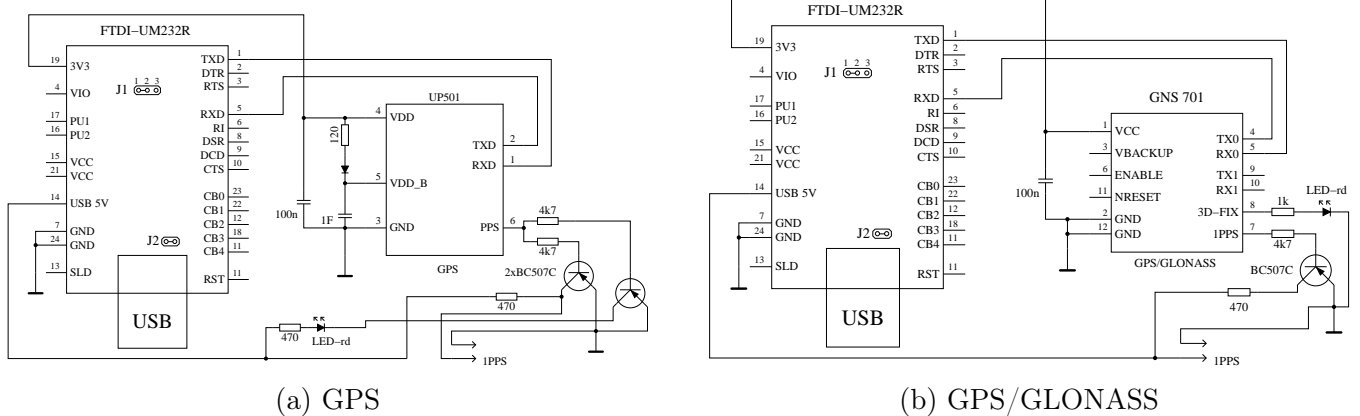 FTDI–UM232R
19 3V3
TXD 1
DTR 2
RTS 3
J1 1 2 3
4 VIO
RXD 5
17 PU1
RI 6
16 PU2
DSR 8
DCD 9
15 VCC
CTS 10
21 VCC
CB0 23
14 USB 5V
CB1 22
CB2 12
7 GND
CB3 18
24 GND
J2
CB4 11
13 SLD
RST 11
USB
UP501
4 VDD
120
TXD 2
RXD 1
5 VDD_B
100n
1F
3 GND
PPS 6
4k7
4k7
GPS
2xBC507C
470
470
LED–rd
1PPS
(a) GPS
FTDI–UM232R
19 3V3
TXD 1
DTR 2
RTS 3
J1 1 2 3
4 VIO
RXD 5
17 PU1
RI 6
16 PU2
DSR 8
DCD 9
15 VCC
CTS 10
21 VCC
CB0 23
14 USB 5V
CB1 22
CB2 12
7 GND
CB3 18
24 GND
J2
CB4 11
13 SLD
RST 11
USB
GNS 701
1 VCC
TX0 4
3 VBACKUP
RX0 5
6 ENABLE
TX1 9
100n
11 NRESET
RX1 10
LED–rd
2 GND
3D–FIX 8
1k
12 GND
1PPS 7
4k7
GPS/GLONASS
BC507C
470
1PPS
(b) GPS/GLONASS